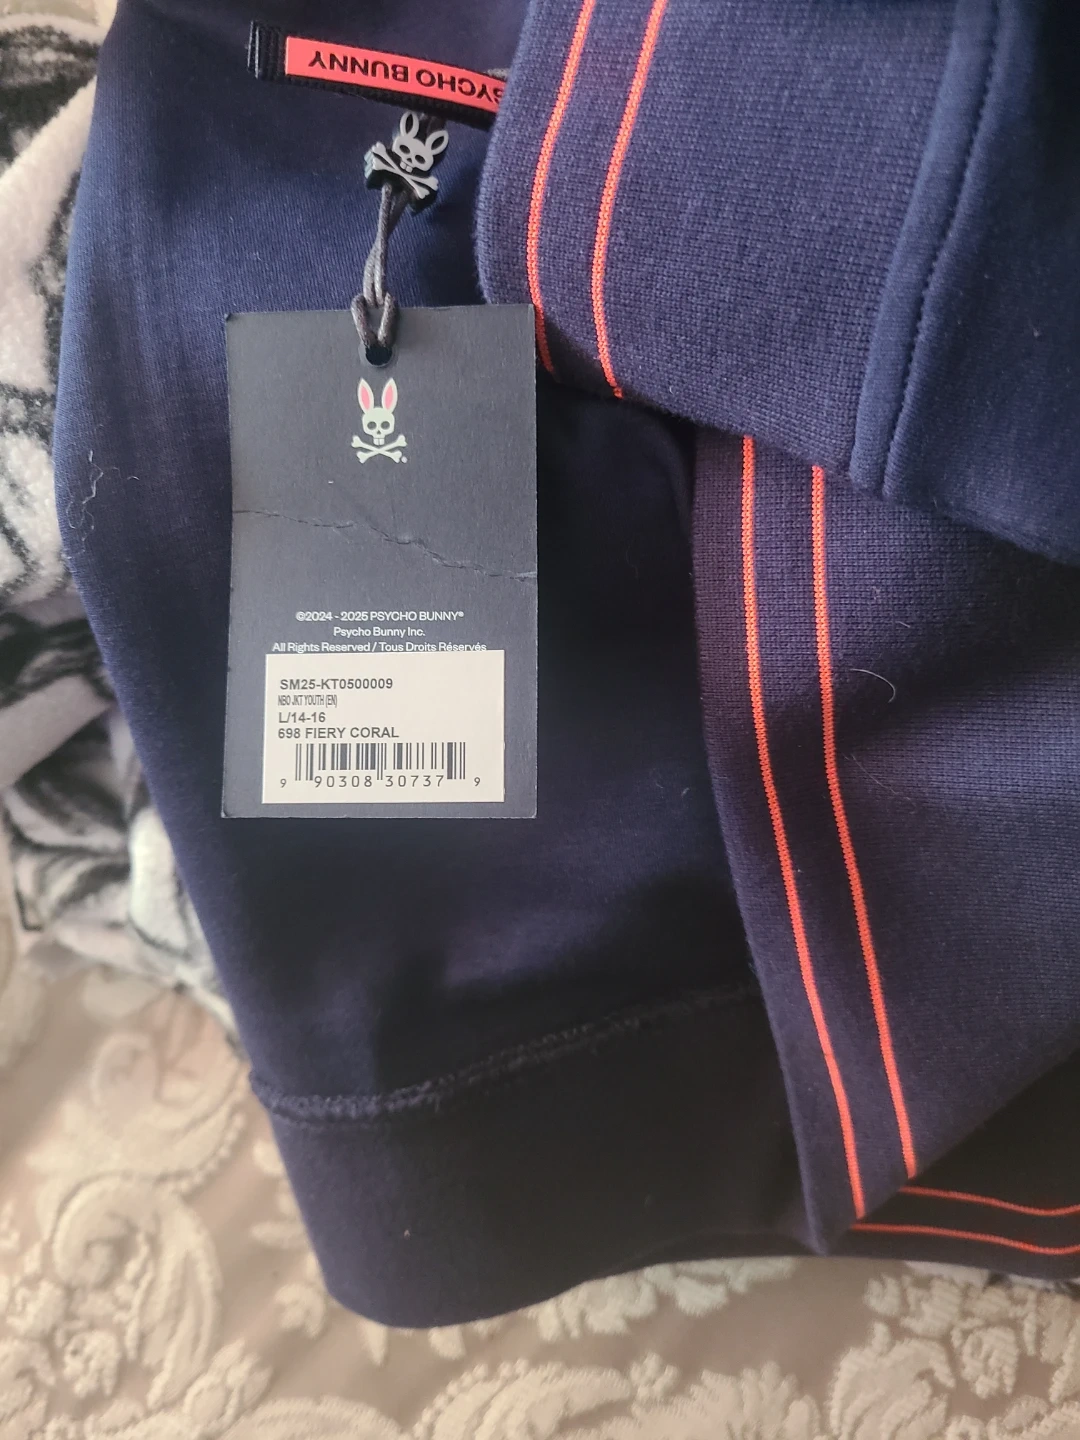 PSYCHO BUNNY
©2024 - 2025 PSYCHO BUNNY®
Psycho Bunny Inc.
All Rights Reserved / Tous Droits Réservés
SM25-KT0500009
NBO JKT YOUTH (EN)
L/14-16
698 FIERY CORAL
9 90308 30737 9